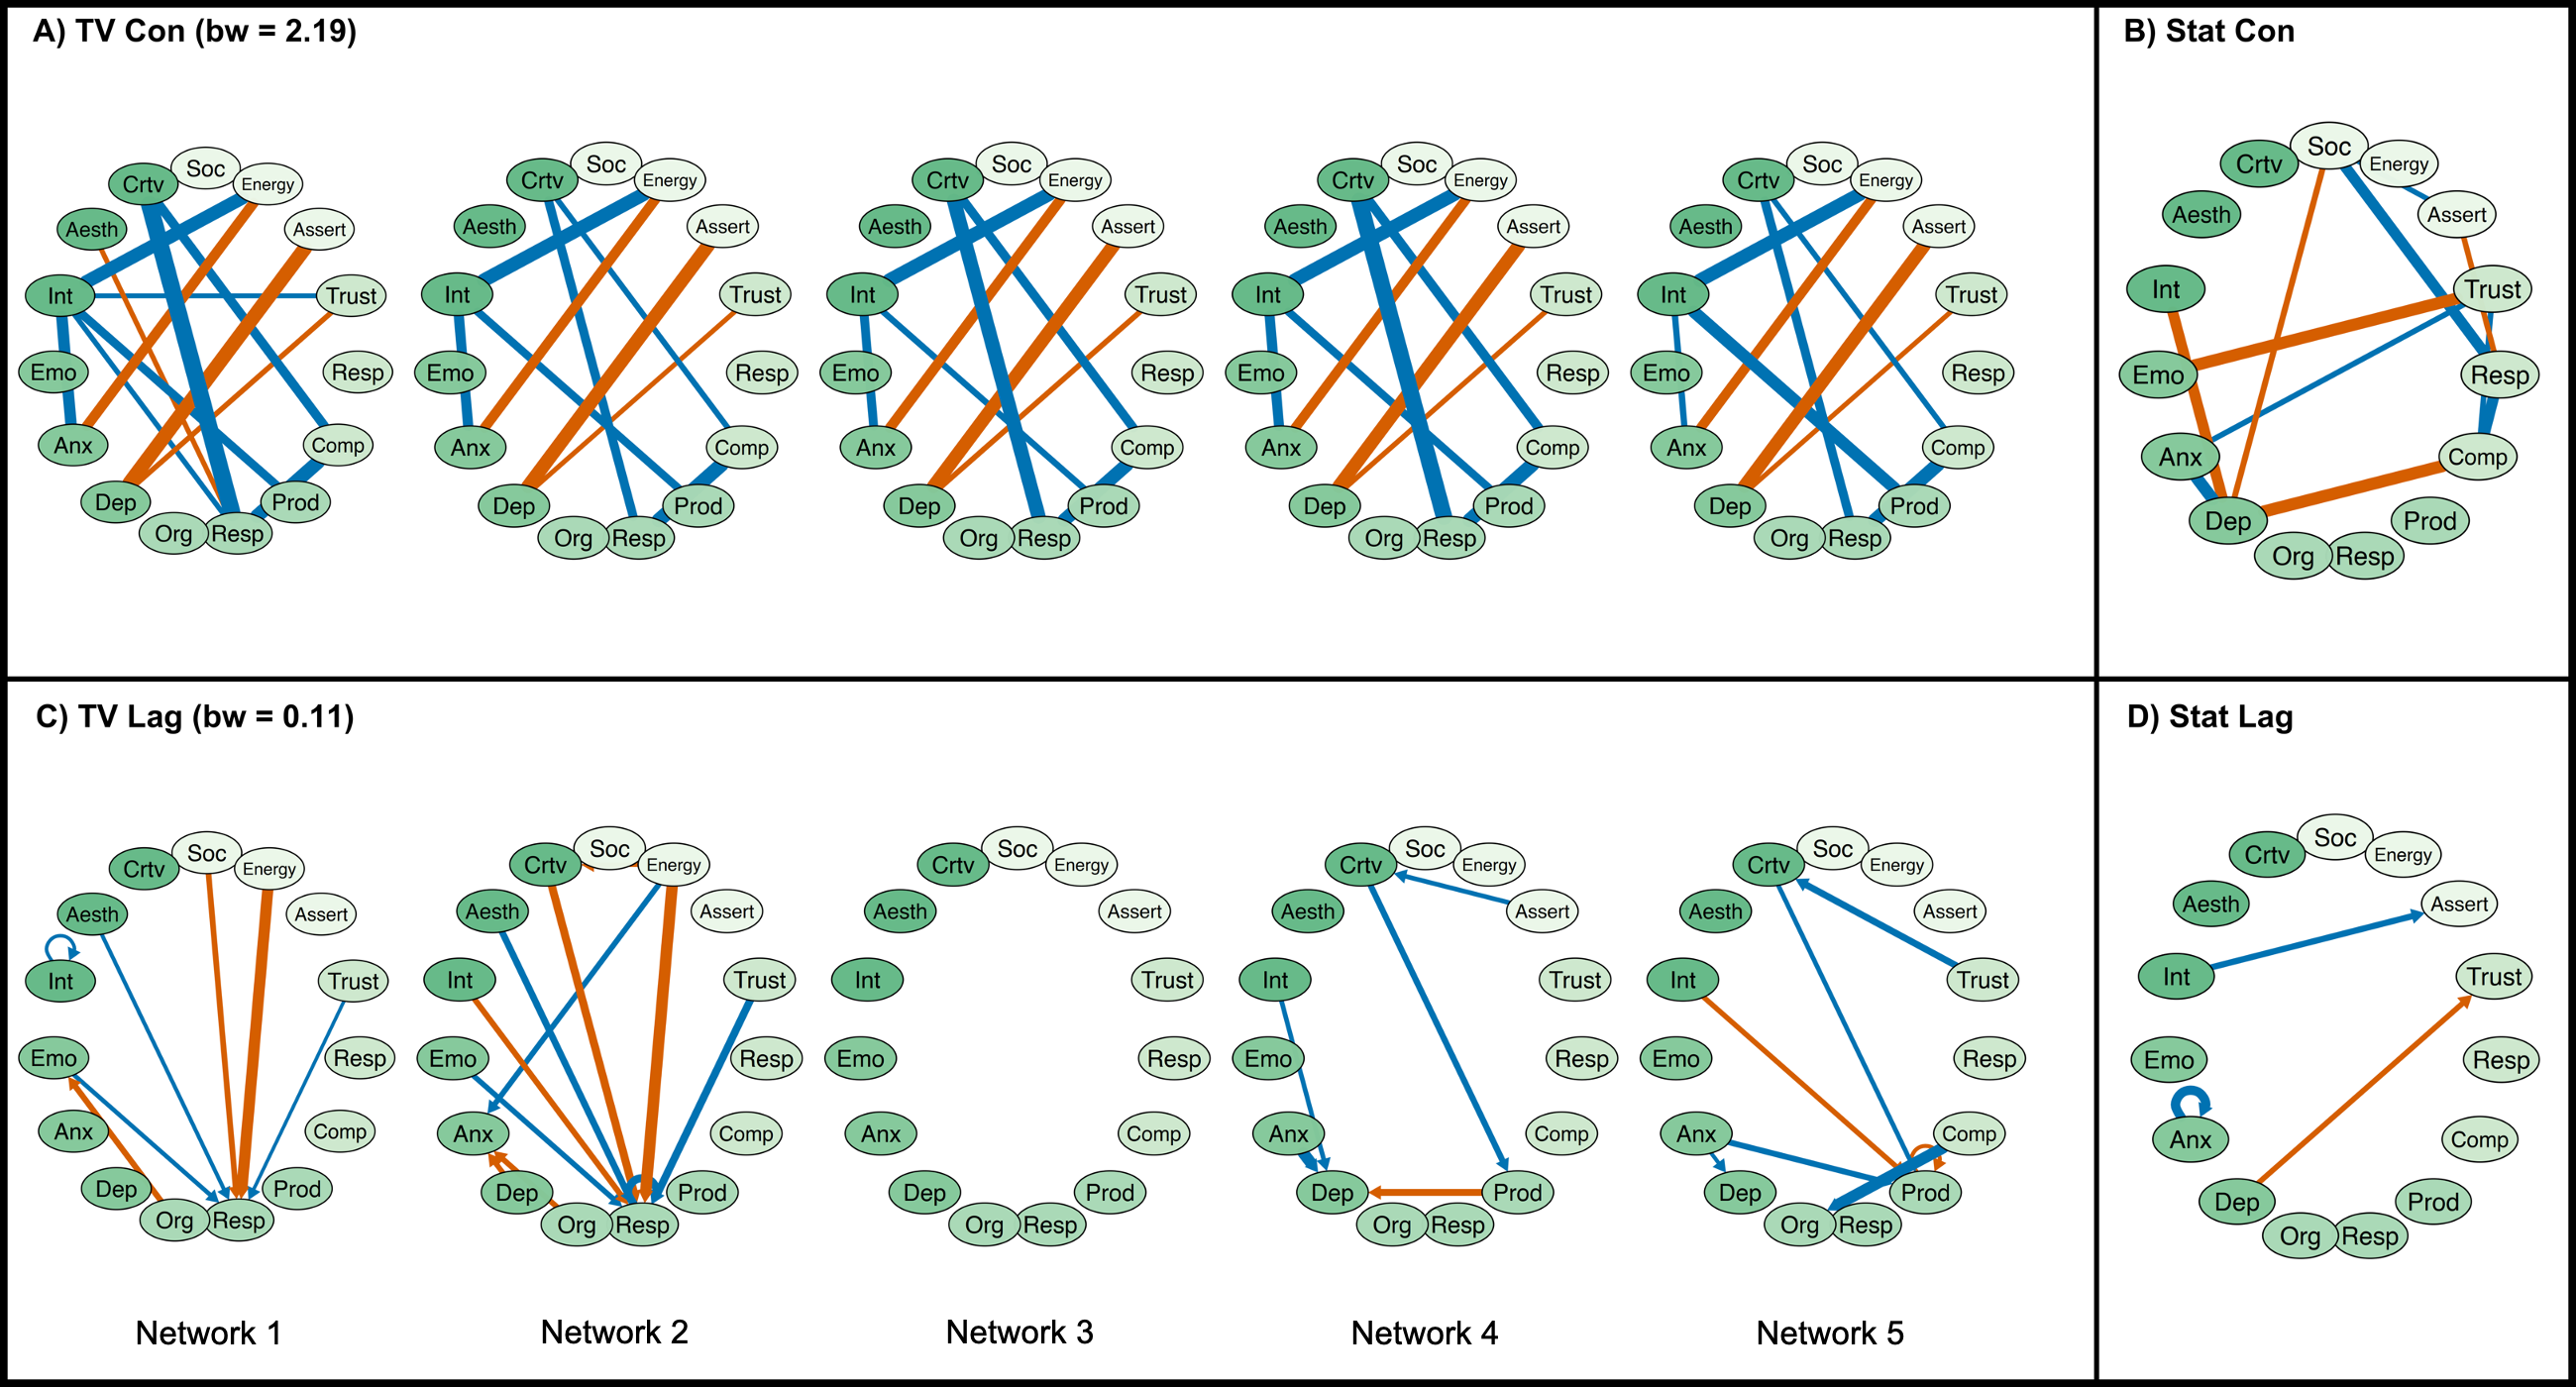 A) TV Con (bw = 2.19)
Soc
Crtv
Energy
Aesth
Assert
Int
Trust
Emo
Resp
Anx
Comp
Dep
Prod
Org
Resp
Soc
Crtv
Energy
Aesth
Assert
Int
Trust
Emo
Resp
Anx
Comp
Dep
Prod
Org
Resp
Soc
Crtv
Energy
Aesth
Assert
Int
Trust
Emo
Resp
Anx
Comp
Dep
Prod
Org
Resp
Soc
Crtv
Energy
Aesth
Assert
Int
Trust
Emo
Resp
Anx
Comp
Dep
Prod
Org
Resp
Soc
Crtv
Energy
Aesth
Assert
Int
Trust
Emo
Resp
Anx
Comp
Dep
Prod
Org
Resp
B) Stat Con
Soc
Crtv
Energy
Aesth
Assert
Int
Trust
Emo
Resp
Anx
Comp
Dep
Prod
Org
Resp
C) TV Lag (bw = 0.11)
Soc
Crtv
Energy
Aesth
Assert
Int
Trust
Emo
Resp
Anx
Comp
Dep
Prod
Org
Resp
Network 1
Soc
Crtv
Energy
Aesth
Assert
Int
Trust
Emo
Resp
Anx
Comp
Dep
Prod
Org
Resp
Network 2
Soc
Crtv
Energy
Aesth
Assert
Int
Trust
Emo
Resp
Anx
Comp
Dep
Prod
Org
Resp
Network 3
Soc
Crtv
Energy
Aesth
Assert
Int
Trust
Emo
Resp
Anx
Comp
Dep
Prod
Org
Resp
Network 4
Soc
Crtv
Energy
Aesth
Assert
Int
Trust
Emo
Resp
Anx
Comp
Dep
Prod
Org
Resp
Network 5
D) Stat Lag
Soc
Crtv
Energy
Aesth
Assert
Int
Trust
Emo
Resp
Anx
Comp
Dep
Prod
Org
Resp